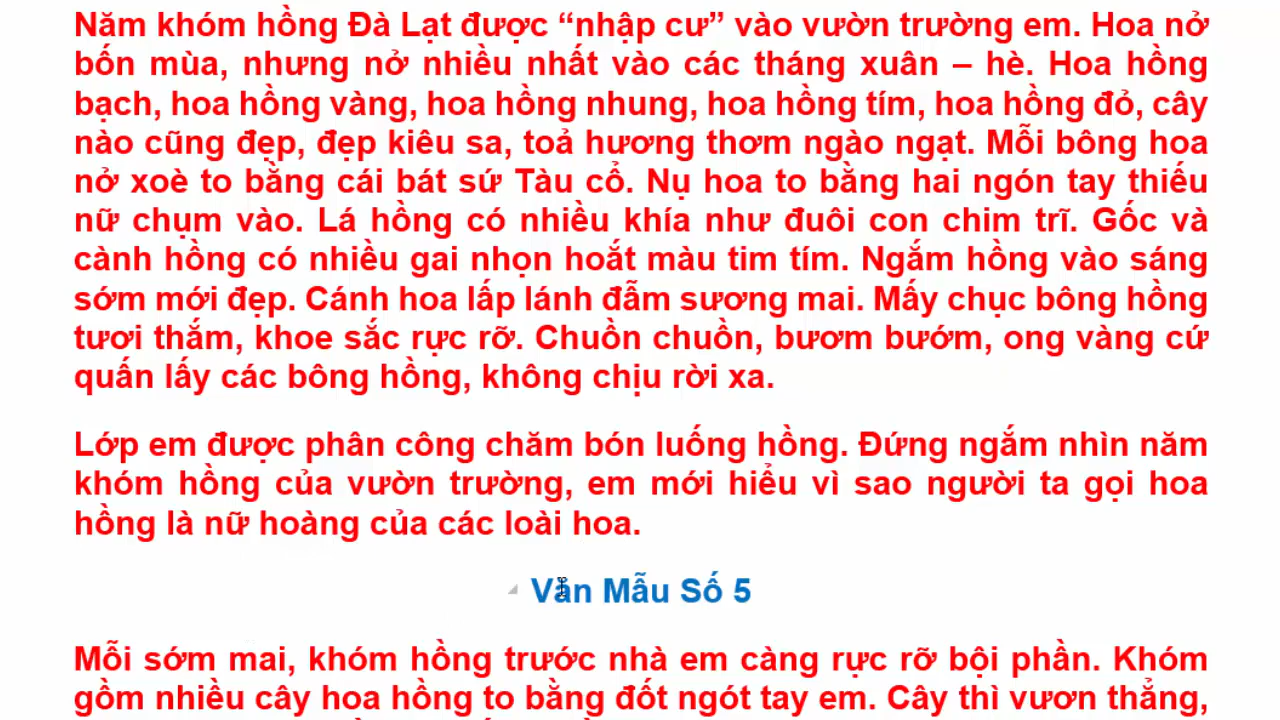 Năm khóm hồng Đà Lạt được “nhập cư” vào vườn trường em. Hoa nở
bốn mùa, nhưng nở nhiều nhất vào các tháng xuân – hè. Hoa hồng
bạch, hoa hồng vàng, hoa hồng nhung, hoa hồng tím, hoa hồng đỏ, cây
nào cũng đẹp, đẹp kiêu sa, toả hương thơm ngào ngạt. Mỗi bông hoa
nở xoè to bằng cái bát sứ Tàu cổ. Nụ hoa to bằng hai ngón tay thiếu
nữ chụm vào. Lá hồng có nhiều khía như đuôi con chim trĩ. Gốc và
cành hồng có nhiều gai nhọn hoắt màu tim tím. Ngắm hồng vào sáng
sớm mới đẹp. Cánh hoa lấp lánh đẫm sương mai. Mấy chục bông hồng
tươi thắm, khoe sắc rực rỡ. Chuồn chuồn, bươm bướm, ong vàng cứ
quấn lấy các bông hồng, không chịu rời xa.
Lớp em được phân công chăm bón luống hồng. Đứng ngắm nhìn năm
khóm hồng của vườn trường, em mới hiểu vì sao người ta gọi hoa
hồng là nữ hoàng của các loài hoa.
Văn Mẫu Số 5
Mỗi sớm mai, khóm hồng trước nhà em càng rực rỡ bội phần. Khóm
gồm nhiều cây hoa hồng to bằng đốt ngót tay em. Cây thì vươn thẳng,